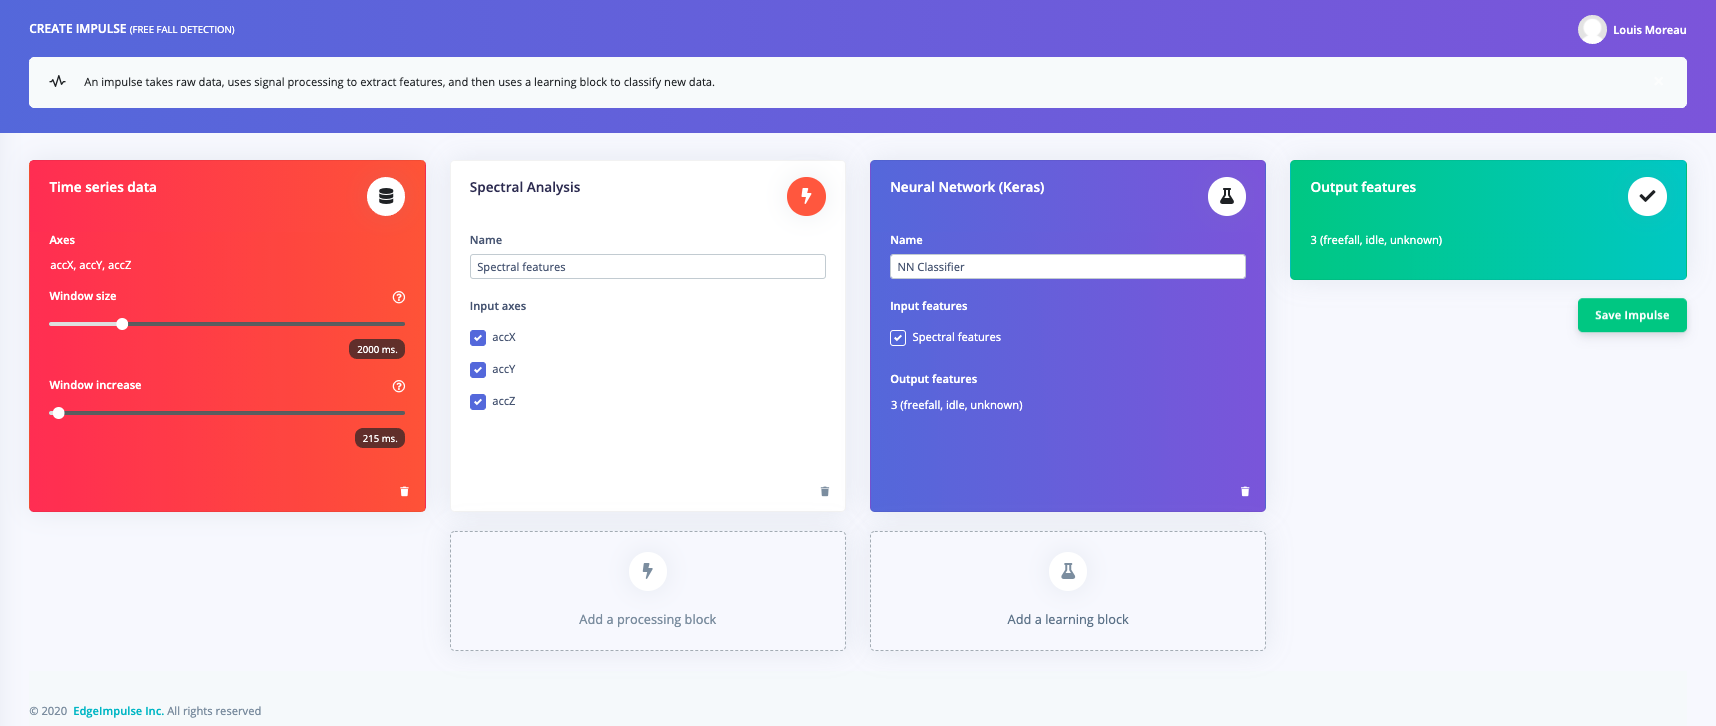 CREATE IMPULSE (FREE FALL DETECTION)
Louis Moreau
An impulse takes raw data, uses signal processing to extract features, and then uses a learning block to classify new data.
Time series data
Axes
accX, accY, accZ
Window size
2000 ms.
Window increase
215 ms.
Spectral Analysis
Name
Spectral features
Input axes
accX
accY
accZ
Neural Network (Keras)
Name
NN Classifier
Input features
Spectral features
Output features
3 (freefall, idle, unknown)
Output features
3 (freefall, idle, unknown)
Save Impulse
Add a processing block
Add a learning block
© 2020 EdgeImpulse Inc. All rights reserved